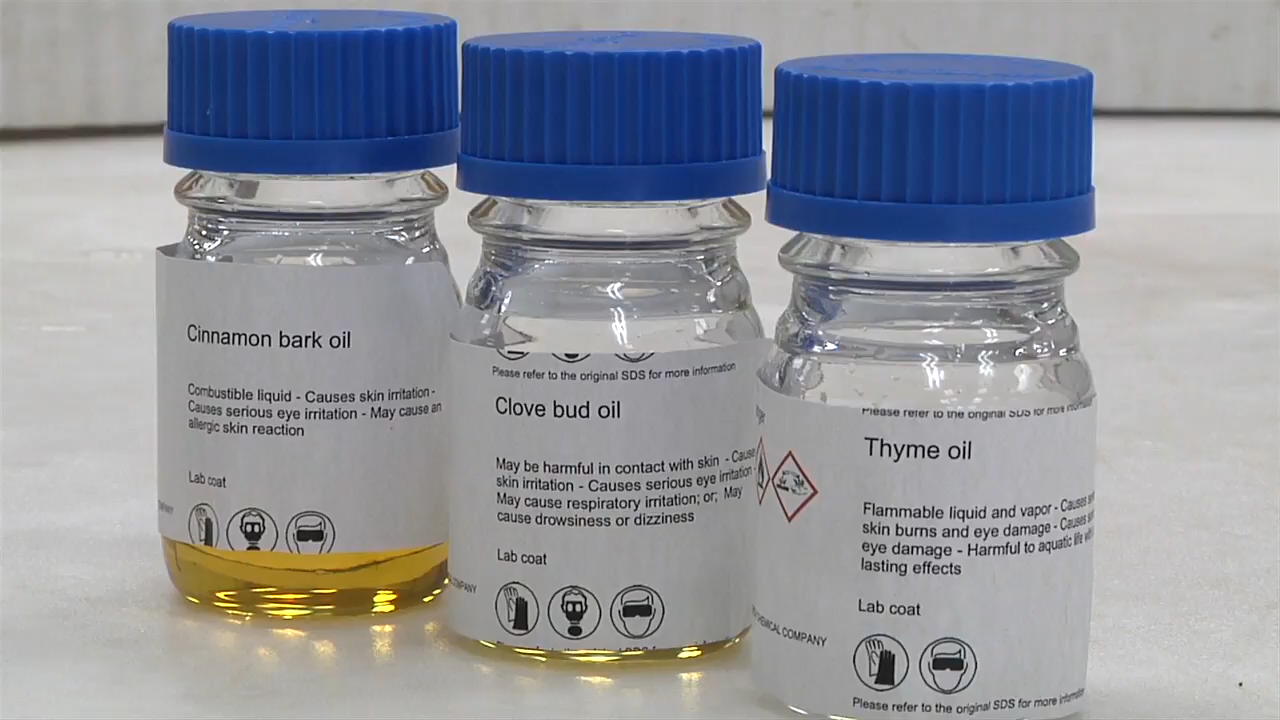 Cinnamon bark oil
Combustible liquid - Causes skin irritation -
Causes serious eye irritation - May cause an
allergic skin reaction
Lab coat
Please refer to the original SDS for more information
Clove bud oil
May be harmful in contact with skin - Cause
skin irritation - Causes serious eye irritation -
May cause respiratory irritation; or; May
cause drowsiness or dizziness
Lab coat
COMPANY
Please refer to the original SDS for more information
Thyme oil
Flammable liquid and vapor - Causes
skin burns and eye damage - Causes
eye damage - Harmful to aquatic life
lasting effects
Lab coat
CHEMICAL COMPANY
Please refer to the original SDS for more information